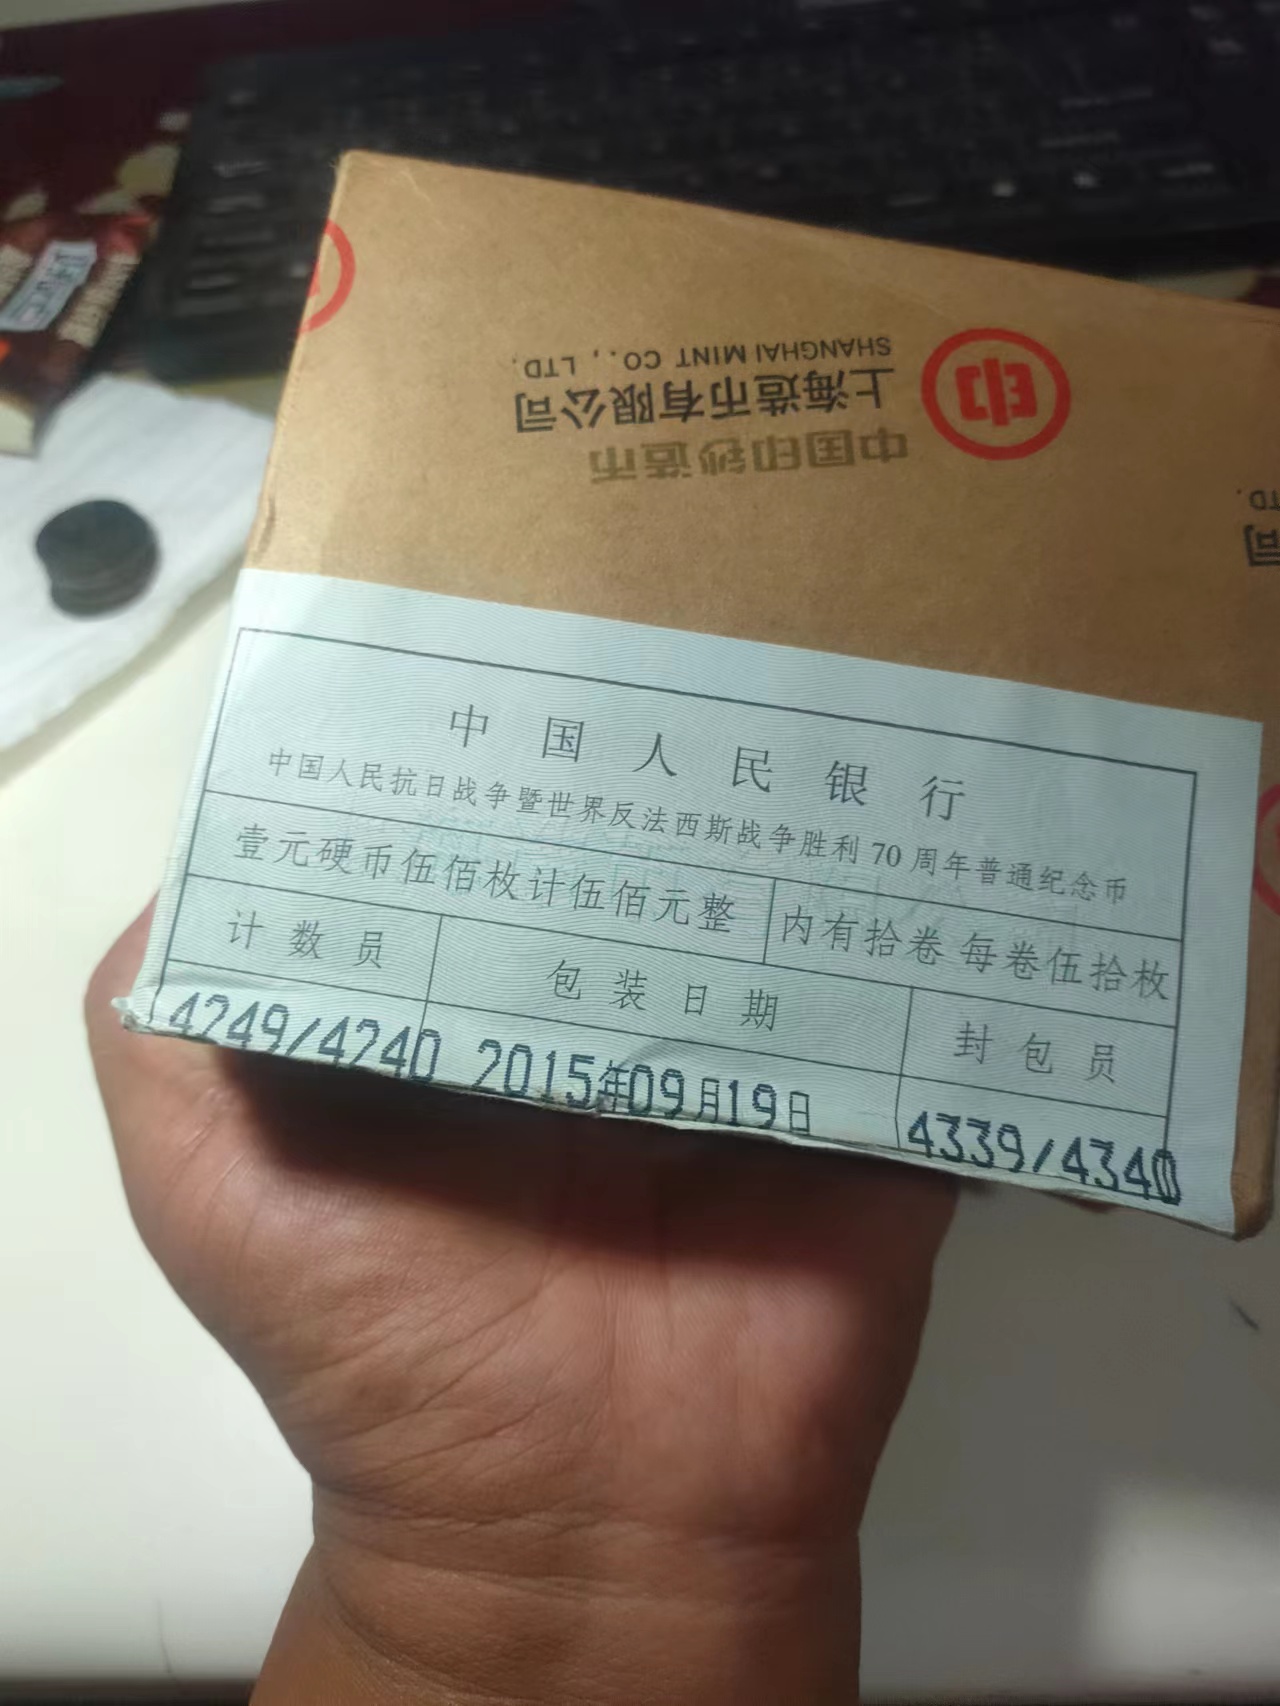 SHANGHAI MINT CO., LTD.
上海造币有限公司
中国印钞造币
TD.
司
中国人民银行
中国人民抗日战争暨世界反法西斯战争胜利70周年普通纪念币
壹元硬币伍佰枚计伍佰元整 内有拾卷 每卷伍拾枚
计数员 包装日期 封包员
4249/4240 2015年09月19日 4339/4340